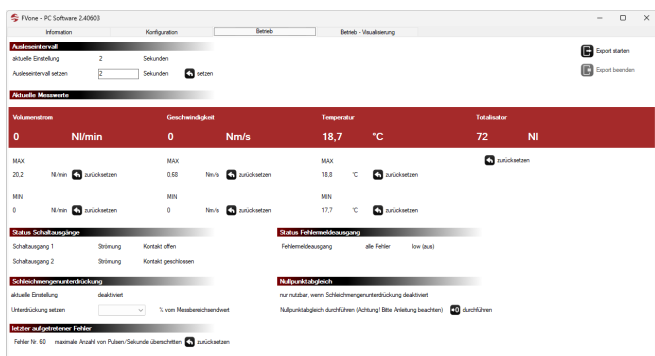 FVone - PC Software 2.40603
Infomation Konfiguration Betrieb Betrieb - Visualisierung
Ausleseintervall
aktuelle Einstellung 2 Sekunden
Export starten
Ausleseintervall setzen 2 Sekunden setzen
Export beenden
Aktuelle Messwerte
Volumenstrom Geschwindigkeit Temperatur Totalisator
0 Nl/min 0 Nm/s 18,7 °C 72 Nl
MAX MAX MAX zurücksetzen
20,2 Nl/min zurücksetzen 0,68 Nm/s zurücksetzen 18,8 °C zurücksetzen
MIN MIN MIN
0 Nl/min zurücksetzen 0 Nm/s zurücksetzen 17,7 °C zurücksetzen
Status Schaltausgänge Status Fehlermeldeausgang
Schaltausgang 1 Strömung Kontakt offen Fehlermeldeausgang alle Fehler low (aus)
Schaltausgang 2 Strömung Kontakt geschlossen
Schleichmengenunterdrückung Nullpunktabgleich
aktuelle Einstellung deaktiviert nur nutzbar, wenn Schleichmengenunterdrückung deaktiviert
Unterdrückung setzen % vom Messbereichsendwert Nullpunktabgleich durchführen (Achtung! Bitte Anleitung beachten) durchführen
letzter aufgetretener Fehler
Fehler Nr. 60 maximale Anzahl von Pulsen/Sekunde überschritten zurücksetzen